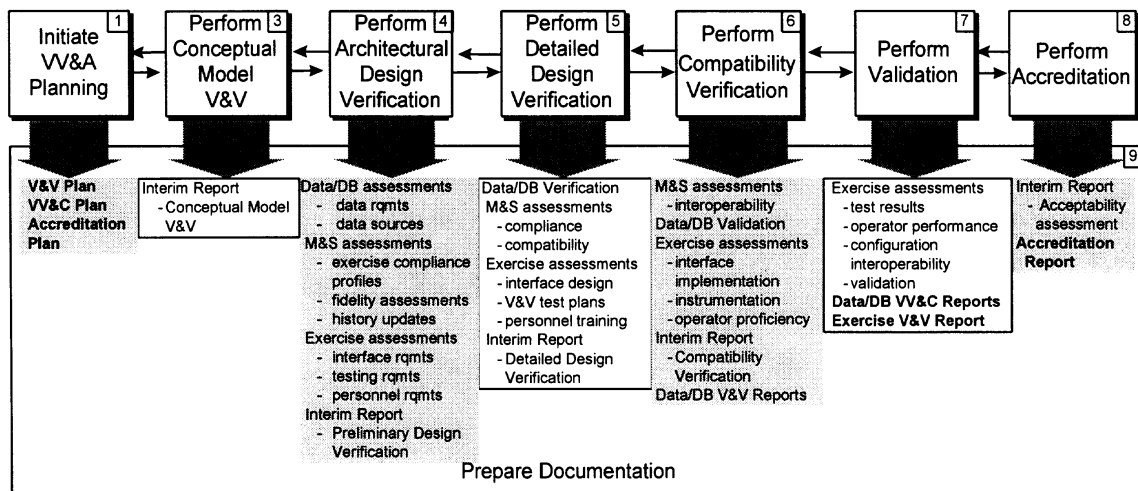 1
Initiate
VV&A
Planning
3
Perform
Conceptual
Model
V&V
4
Perform
Architectural
Design
Verification
5
Perform
Detailed
Design
Verification
6
Perform
Compatibility
Verification
7
Perform
Validation
8
Perform
Accreditation
9
V&V Plan
VV&C Plan
Accreditation
Plan
Interim Report
- Conceptual Model
V&V
Data/DB assessments
- data rqmts
- data sources
M&S assessments
- exercise compliance
profiles
- fidelity assessments
- history updates
Exercise assessments
- interface rqmts
- testing rqmts
- personnel rqmts
Interim Report
- Preliminary Design
Verification
Data/DB Verification
M&S assessments
- compliance
- compatibility
Exercise assessments
- interface design
- V&V test plans
- personnel training
Interim Report
- Detailed Design
Verification
M&S assessments
- interoperability
Data/DB Validation
Exercise assessments
- interface
implementation
- instrumentation
- operator proficiency
Interim Report
- Compatibility
Verification
Data/DB V&V Reports
Exercise assessments
- test results
- operator performance
- configuration
interoperability
- validation
Data/DB VV&C Reports
Exercise V&V Report
Interim Report
- Acceptability
assessment
Accreditation
Report
Prepare Documentation